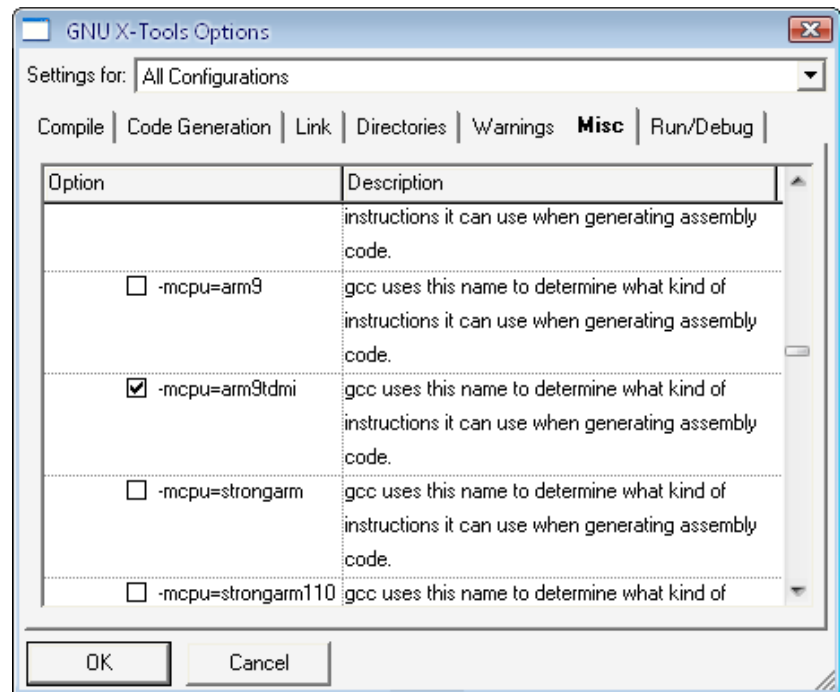 GNU X-Tools Options
Settings for: All Configurations
Compile Code Generation Link Directories Warnings Misc Run/Debug
Option Description
instructions it can use when generating assembly
code.
-mcpu=arm9 gcc uses this name to determine what kind of
instructions it can use when generating assembly
code.
-mcpu=arm9tdmi gcc uses this name to determine what kind of
instructions it can use when generating assembly
code.
-mcpu=strongarm gcc uses this name to determine what kind of
instructions it can use when generating assembly
code.
-mcpu=strongarm110 gcc uses this name to determine what kind of
OK Cancel